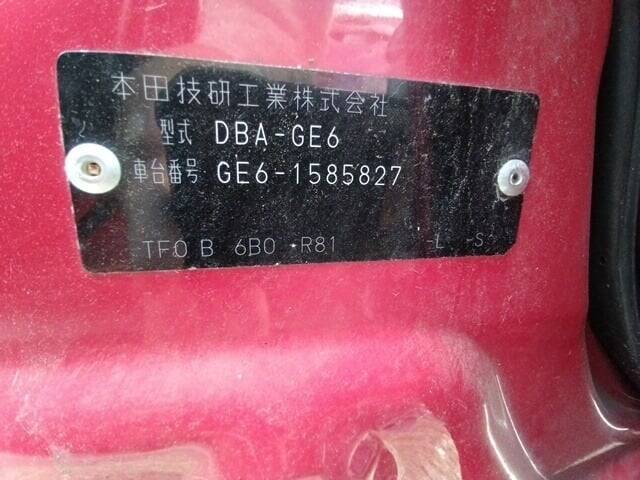 本田技研工業株式会社
型式 DBA-GE6
車台番号 GE6-1585827
TF0 B 6B0 R81 -L -S